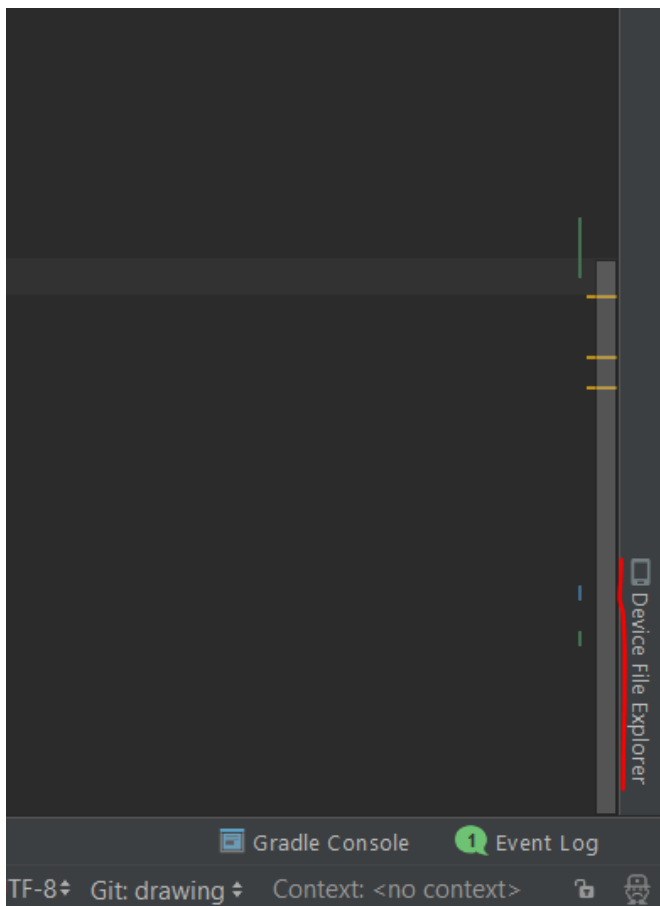 Device File Explorer
Gradle Console 1 Event Log
TF-8 Git: drawing Context: <no context>